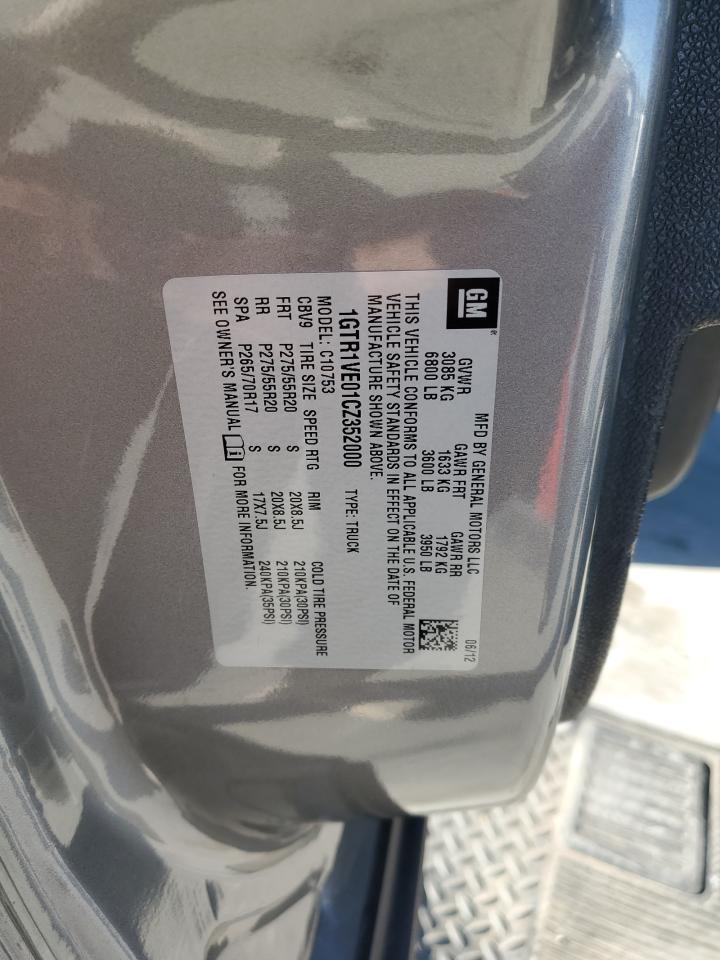 GM®
MFD BY GENERAL MOTORS LLC 06/12
GVWR GAWR FRT GAWR RR
3085 KG 1633 KG 1792 KG
6800 LB 3600 LB 3950 LB
THIS VEHICLE CONFORMS TO ALL APPLICABLE U.S. FEDERAL MOTOR
VEHICLE SAFETY STANDARDS IN EFFECT ON THE DATE OF
MANUFACTURE SHOWN ABOVE.
1GTR1VE01CZ352000 TYPE: TRUCK
MODEL: C10753
CBV9 TIRE SIZE SPEED RTG RIM COLD TIRE PRESSURE
FRT P275/55R20 S 20X8.5J 210KPA(30PSI)
RR P275/55R20 S 20X8.5J 210KPA(30PSI)
SPA P265/70R17 S 17X7.5J 240KPA(35PSI)
SEE OWNER'S MANUAL i FOR MORE INFORMATION.